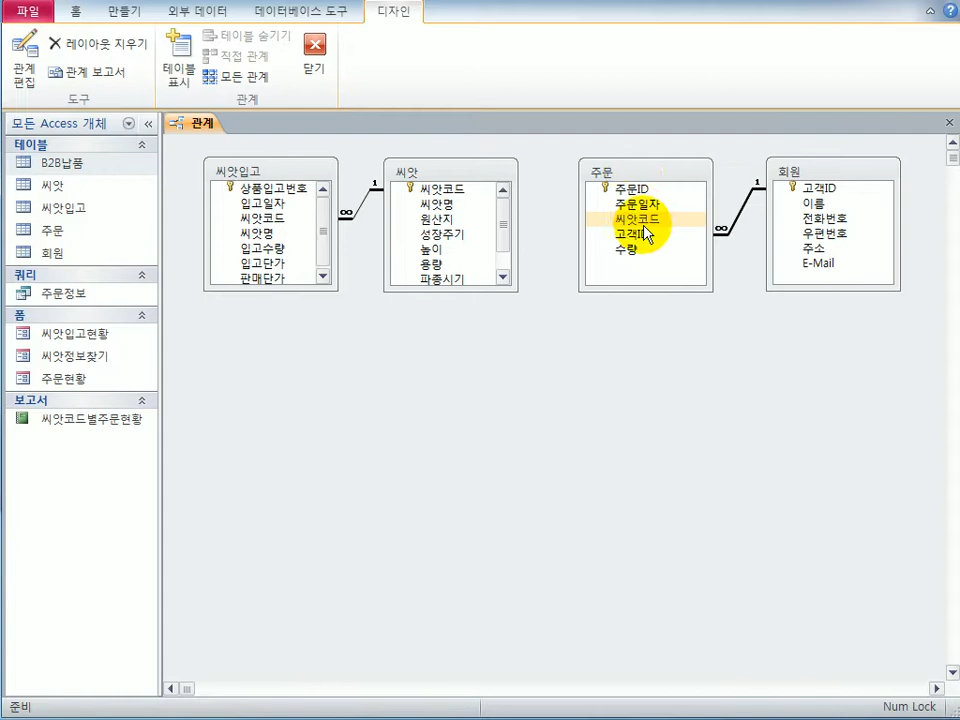 파일 홈 만들기 외부 데이터 데이터베이스 도구 디자인
관계
편집
레이아웃 지우기
관계 보고서
도구
테이블
표시
테이블 숨기기
직접 관계
모든 관계
관계
닫기
모든 Access 개체
테이블
B2B납품
씨앗
씨앗입고
주문
회원
쿼리
주문정보
폼
씨앗입고현황
씨앗정보찾기
주문현황
보고서
씨앗코드별주문현황
관계
씨앗입고
상품입고번호
입고일자
씨앗코드
씨앗명
입고수량
입고단가
판매단가
∞ 1
씨앗
씨앗코드
씨앗명
원산지
성장주기
높이
용량
파종시기
주문
주문ID
주문일자
씨앗코드
고객ID
수량
∞ 1
회원
고객ID
이름
전화번호
우편번호
주소
E-Mail
준비
Num Lock